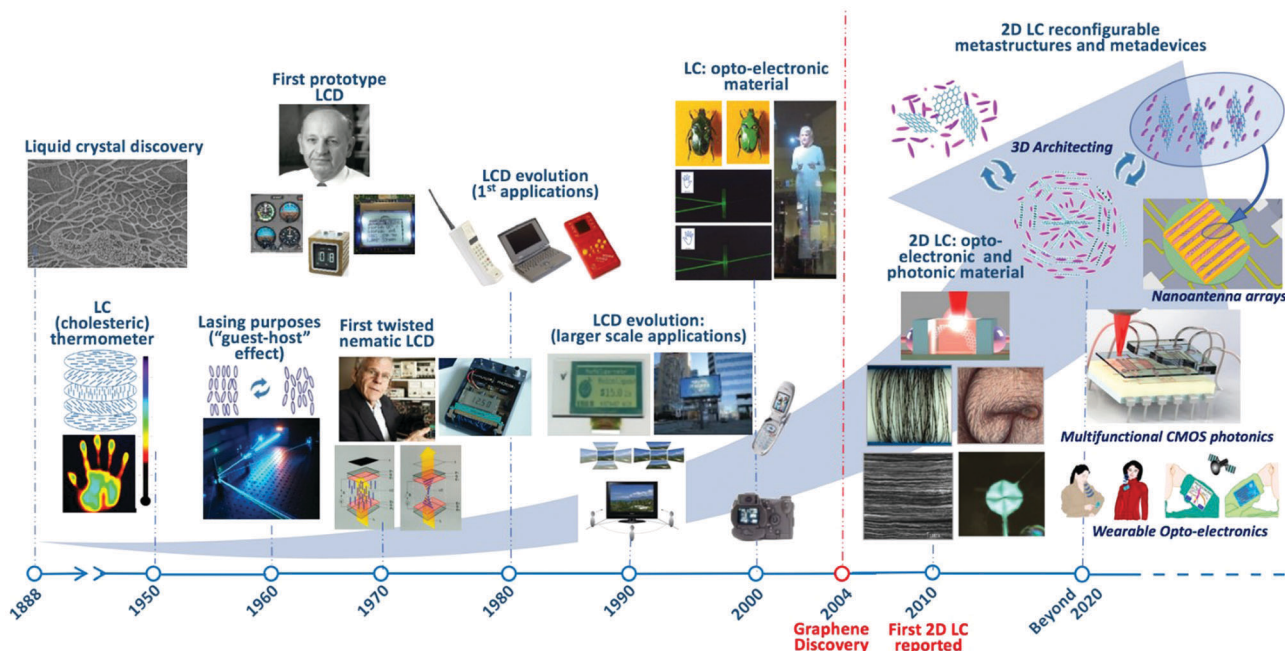 2D LC reconfigurable
metastructures and metadevices
LC: opto-electronic
material
First prototype
LCD
Liquid crystal discovery
3D Architecting
LCD evolution
(1st applications)
2D LC: opto-
electronic and
photonic material
Nanoantenna arrays
LC
(cholesteric)
thermometer
Lasing purposes
("guest-host"
effect)
First twisted
nematic LCD
LCD evolution:
(larger scale applications)
Multifunctional CMOS photonics
Wearable Opto-electronics
1888
1950
1960
1970
1980
1990
2000
2004
2010
Beyond
2020
Graphene
Discovery
First 2D LC
reported